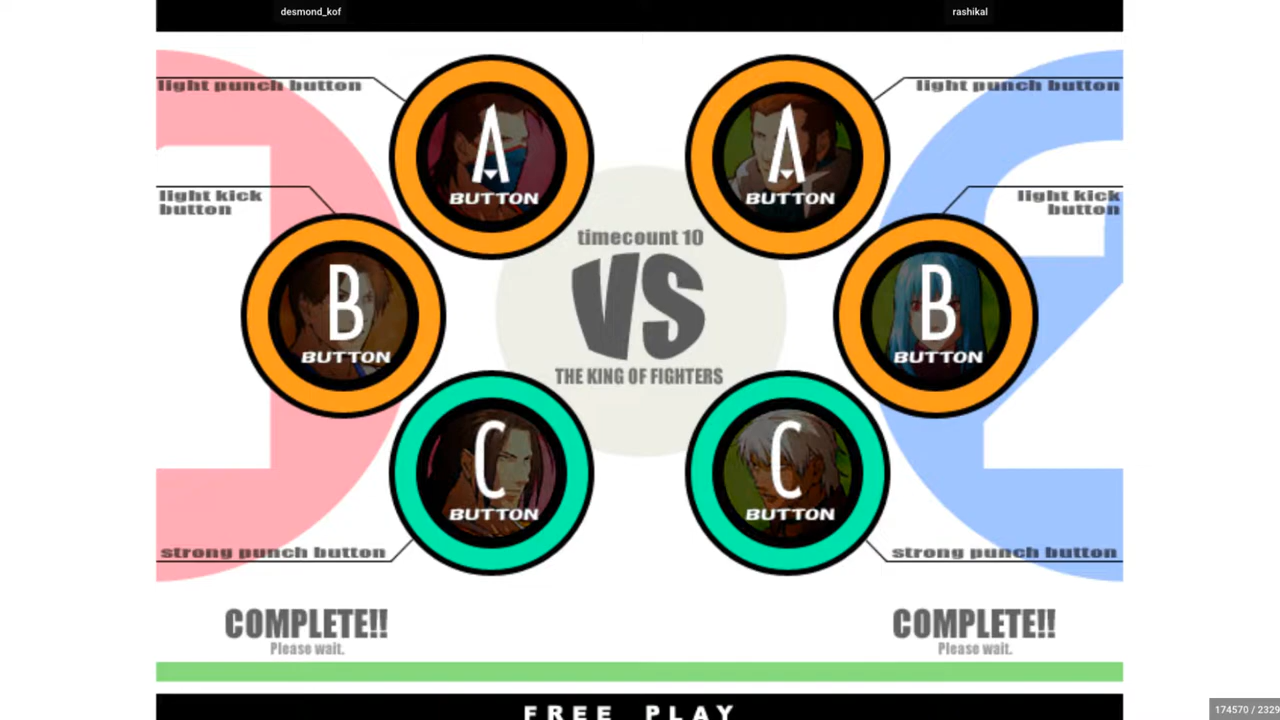 desmond_kof
rashikal
light punch button
light punch button
A
BUTTON
A
BUTTON
light kick
button
light kick
button
timecount 10
VS
THE KING OF FIGHTERS
B
BUTTON
B
BUTTON
C
BUTTON
C
BUTTON
strong punch button
strong punch button
COMPLETE!!
Please wait.
COMPLETE!!
Please wait.
FREE PLAY
174570 / 2329